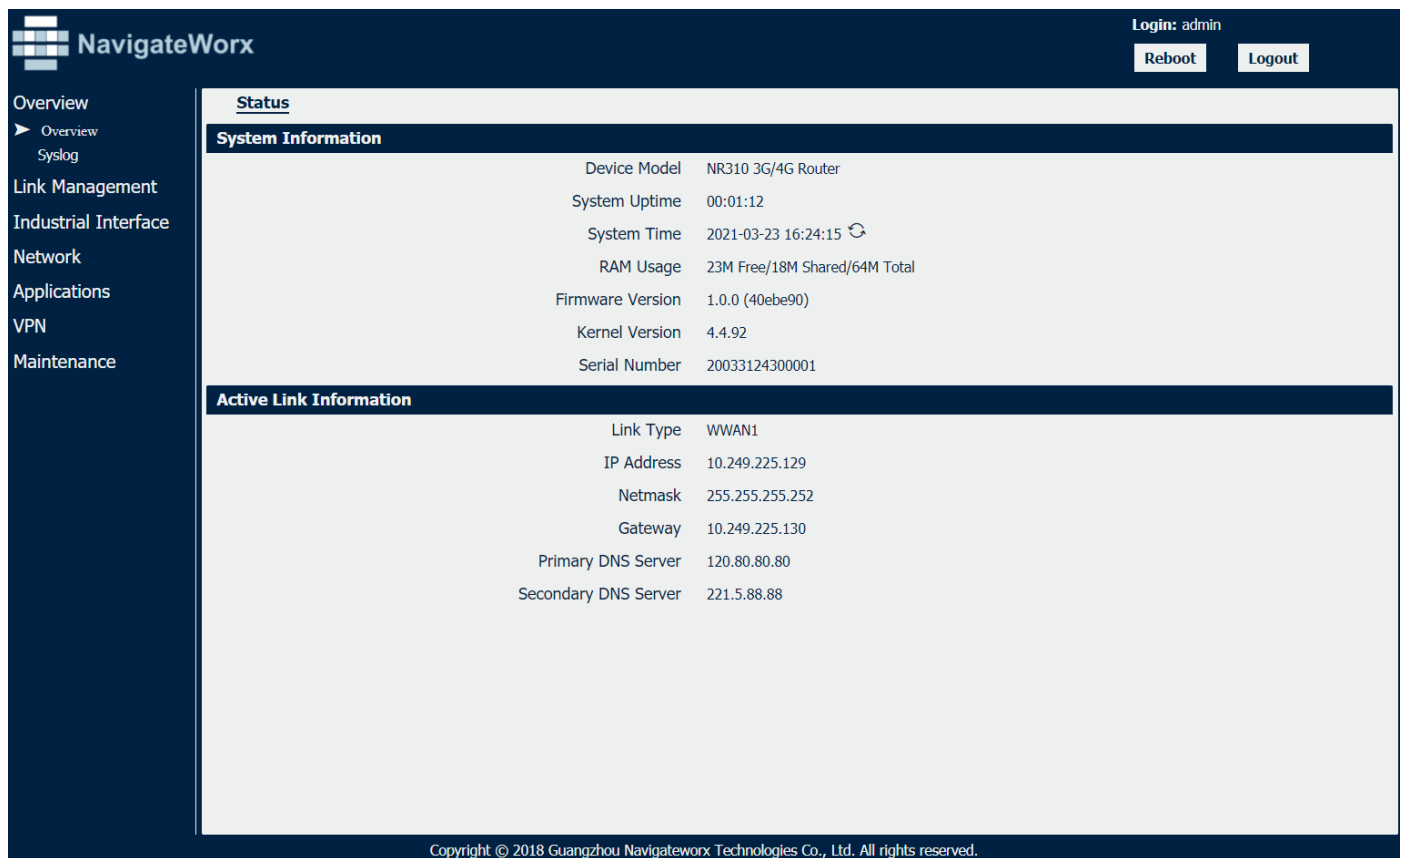 NavigateWorx
Login: admin
Reboot Logout
Overview
➤ Overview
Syslog
Link Management
Industrial Interface
Network
Applications
VPN
Maintenance
Status
System Information
Device Model NR310 3G/4G Router
System Uptime 00:01:12
System Time 2021-03-23 16:24:15
RAM Usage 23M Free/18M Shared/64M Total
Firmware Version 1.0.0 (40ebe90)
Kernel Version 4.4.92
Serial Number 20033124300001
Active Link Information
Link Type WWAN1
IP Address 10.249.225.129
Netmask 255.255.255.252
Gateway 10.249.225.130
Primary DNS Server 120.80.80.80
Secondary DNS Server 221.5.88.88
Copyright © 2018 Guangzhou Navigateworx Technologies Co., Ltd. All rights reserved.